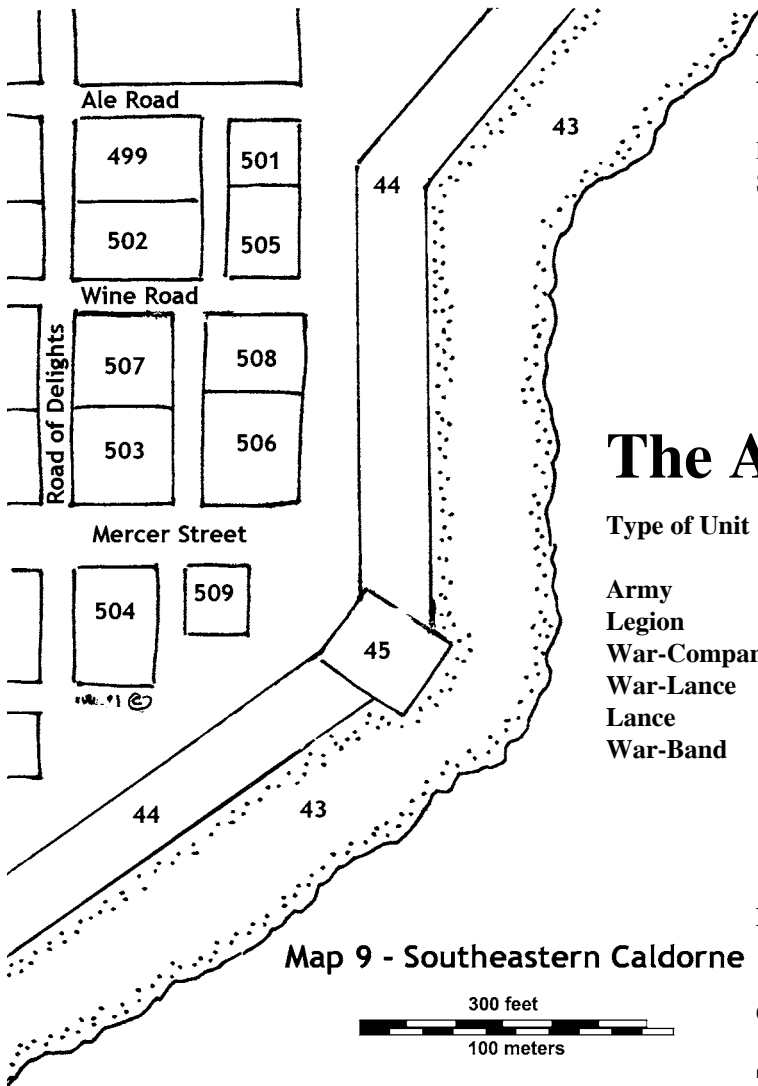 Ale Road
43
499
501
44
502
505
Wine Road
507
508
Road of Delights
503
506
The A
Type of Unit
Mercer Street
Army
504
509
Legion
45
War-Compan
War-Lance
Lance
War-Band
44
43
Map 9 - Southeastern Caldorne
300 feet
100 meters